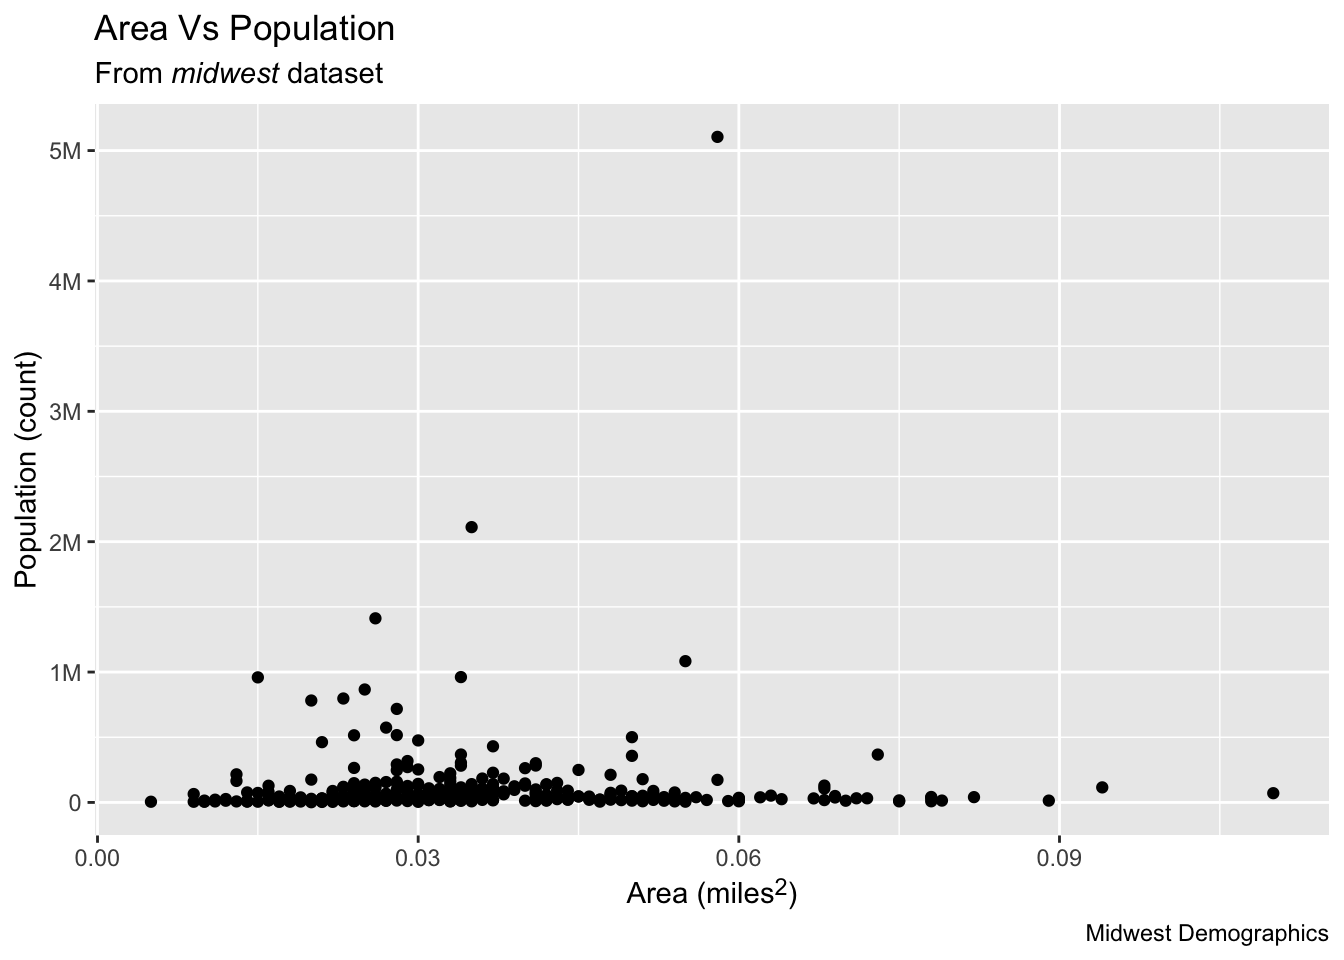 Area Vs Population
From midwest dataset
5M
4M
3M
2M
1M
0
Population (count)
0.00 0.03 0.06 0.09
Area (miles²)
Midwest Demographics